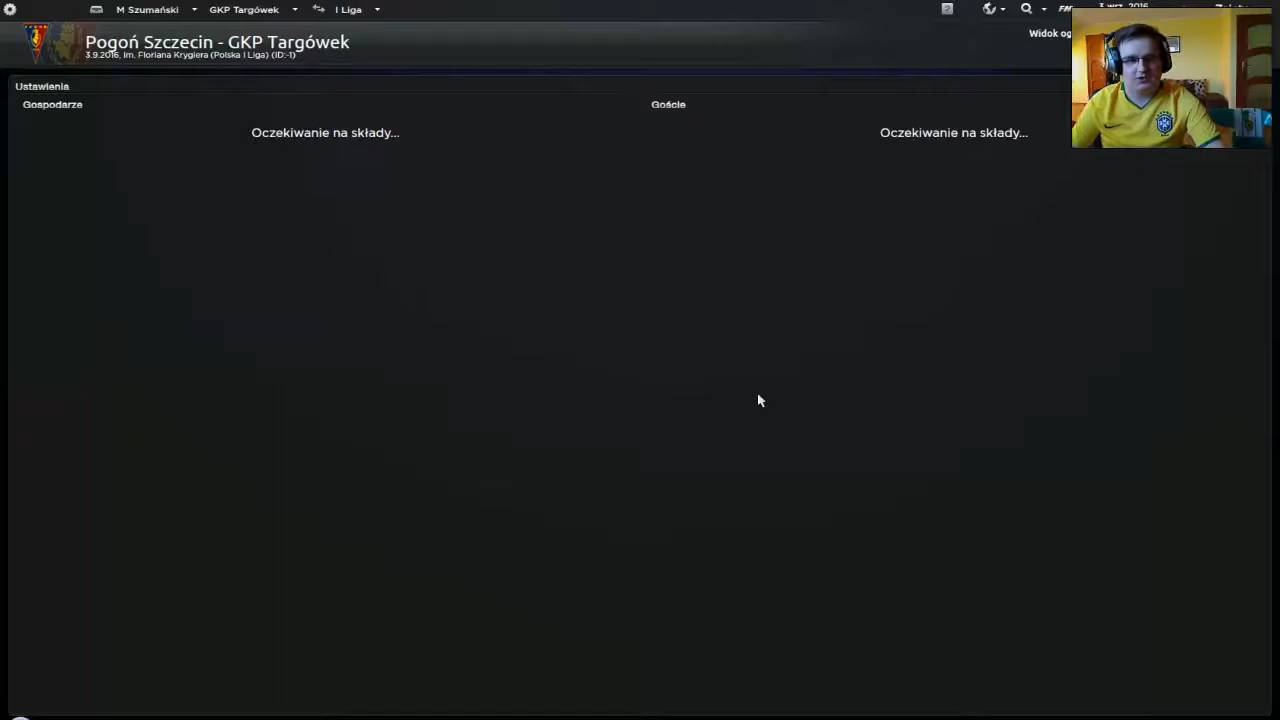 M Szumański GKP Targówek I Liga
Pogoń Szczecin - GKP Targówek
3.9.2016, im. Floriana Krygiera (Polska I Liga) (ID:-1)
Widok
Ustawienia
Gospodarze Goście
Oczekiwanie na składy... Oczekiwanie na składy...